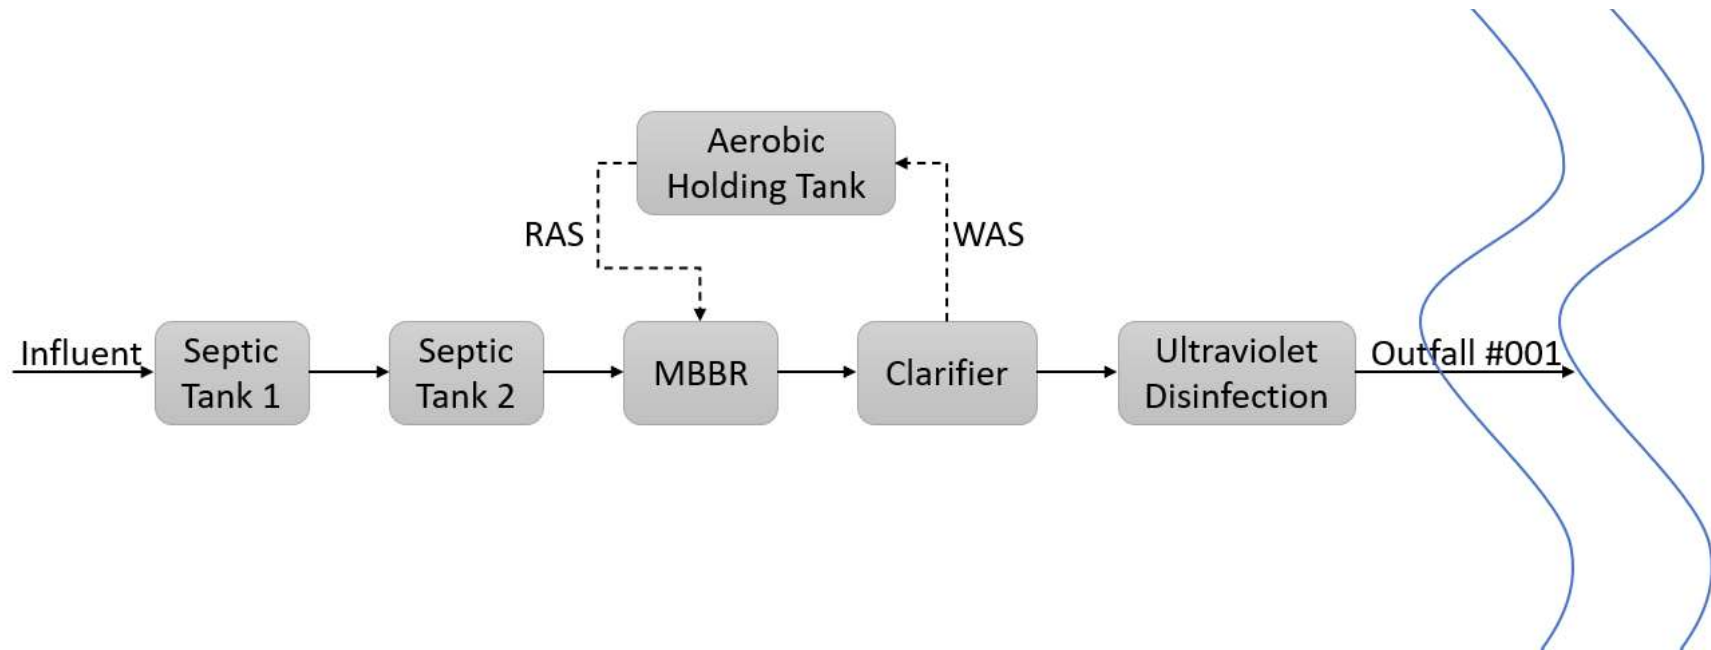 Aerobic
Holding Tank
RAS
WAS
Influent
Septic
Tank 1
Septic
Tank 2
MBBR
Clarifier
Ultraviolet
Disinfection
Outfall #001